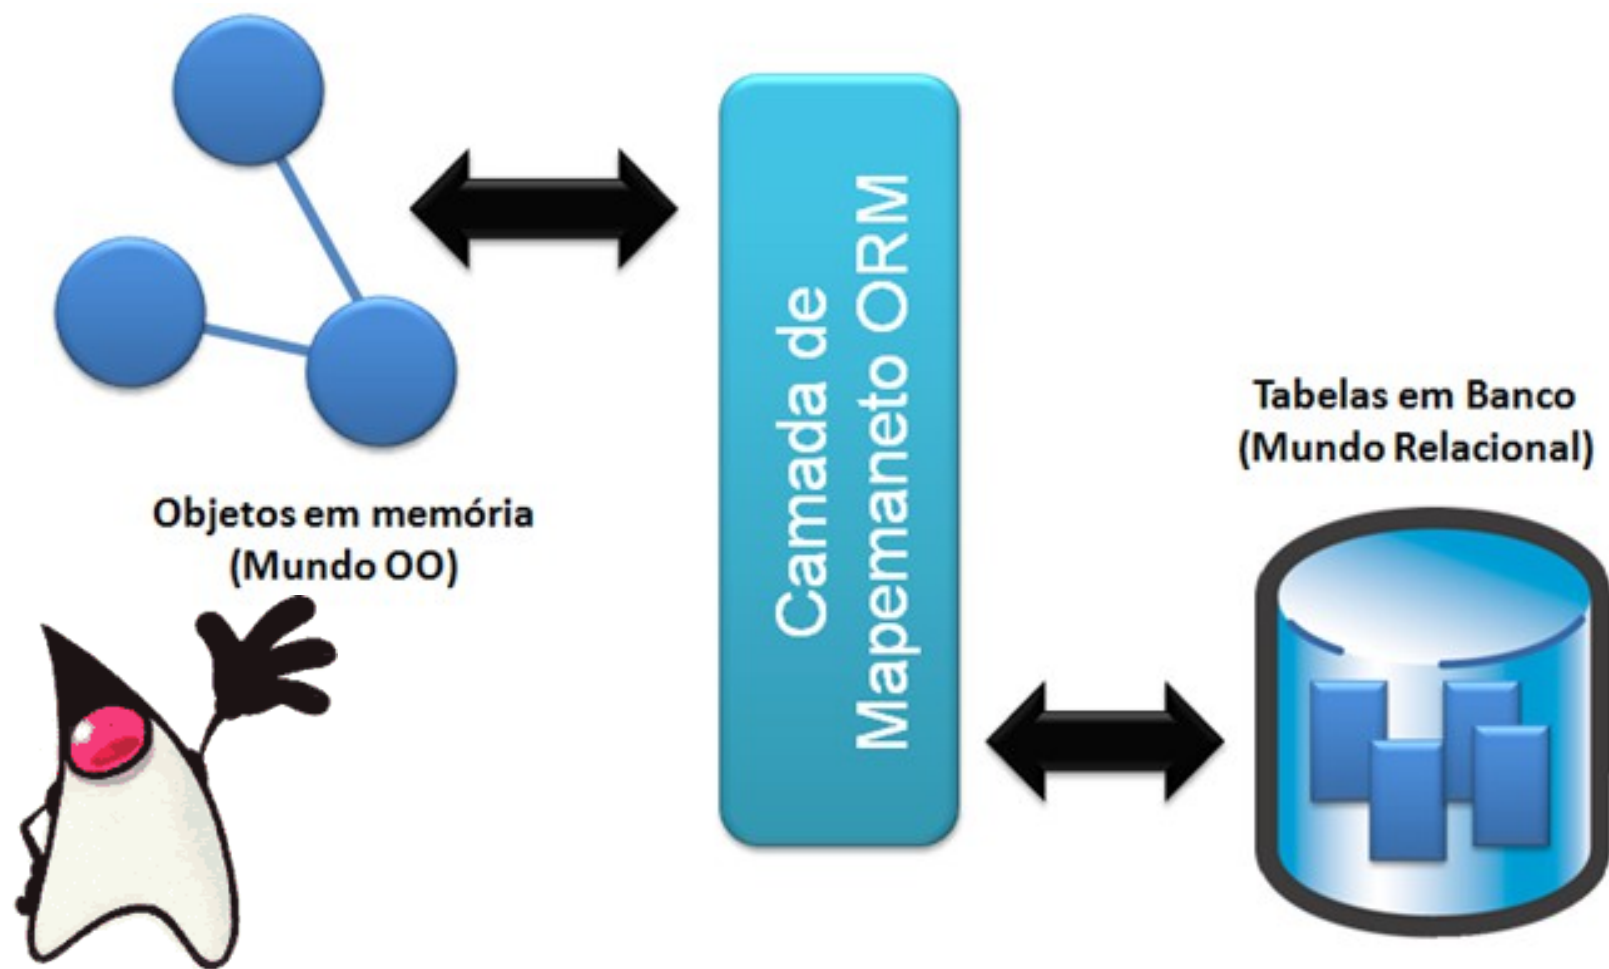 Objetos em memória
(Mundo OO)
Camada de
Mapemaneto ORM
Tabelas em Banco
(Mundo Relacional)